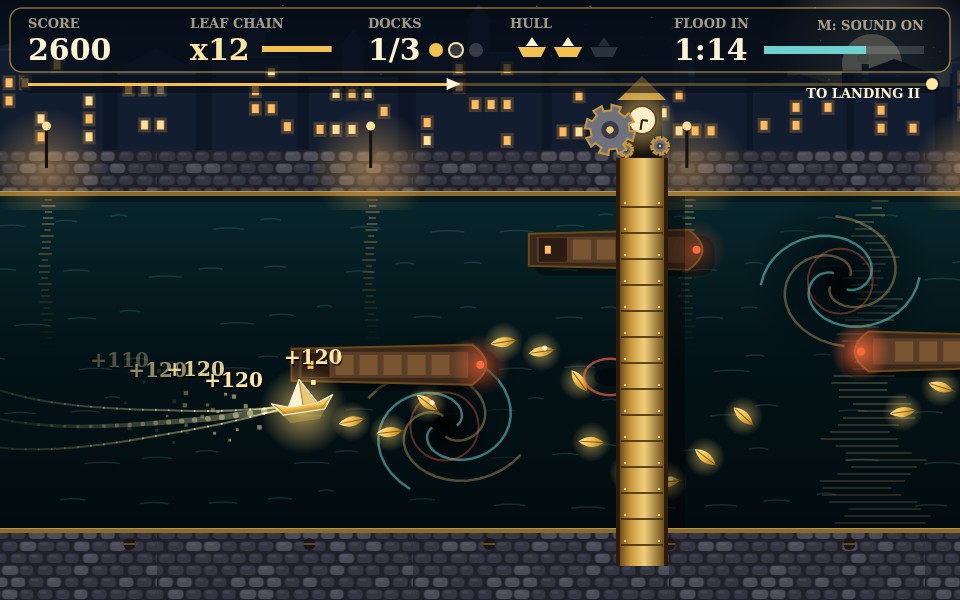 SCORE
2600
LEAF CHAIN
x12
DOCKS
1/3
HULL
FLOOD IN
1:14
M: SOUND ON
TO LANDING II
+110
+120
+120
+120
+120